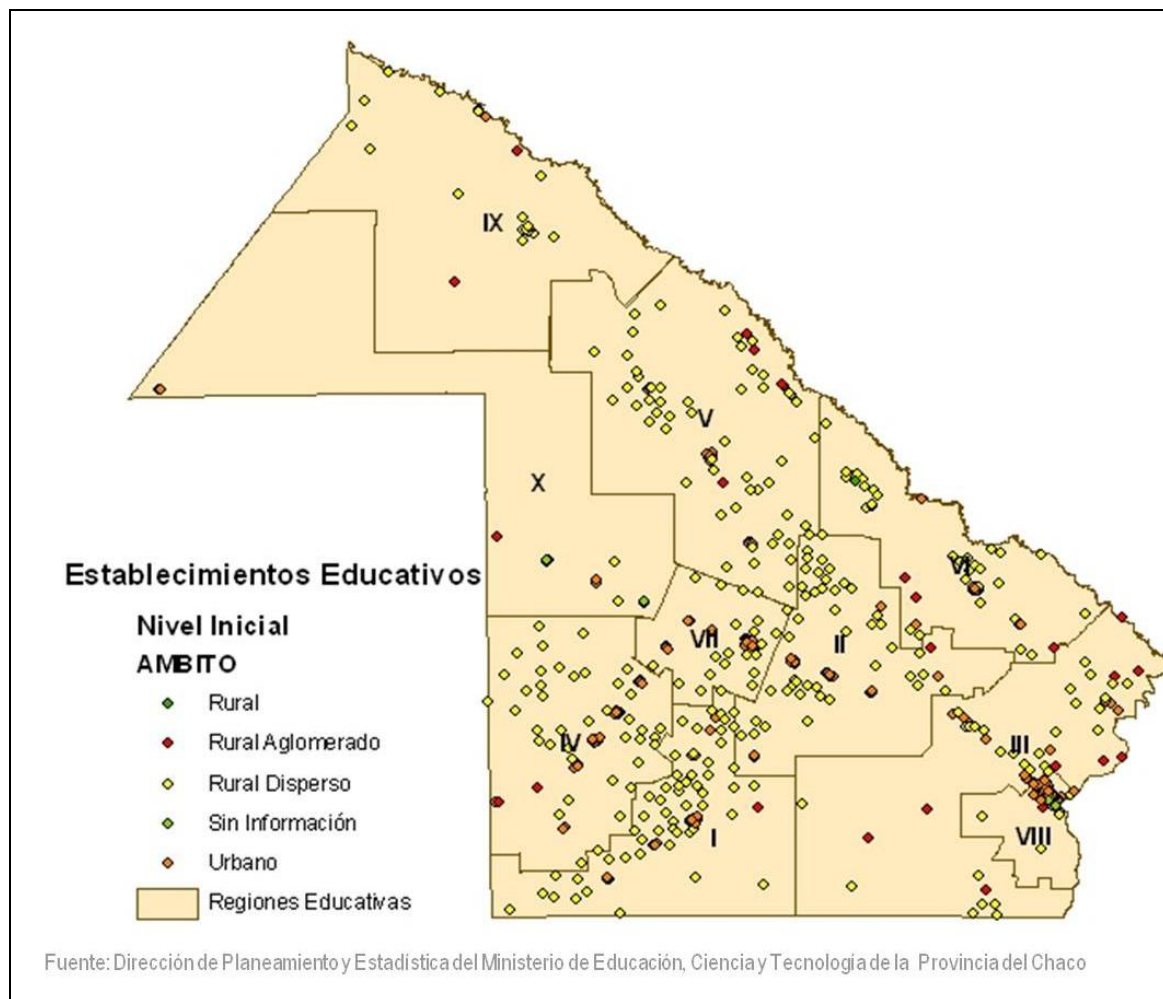 IX
V
X
VI
VII
II
IV
III
I
VIII
Establecimientos Educativos
Nivel Inicial
AMBITO
Rural
Rural Aglomerado
Rural Disperso
Sin Información
Urbano
Regiones Educativas
Fuente: Dirección de Planeamiento y Estadística del Ministerio de Educación, Ciencia y Tecnología de la Provincia del Chaco